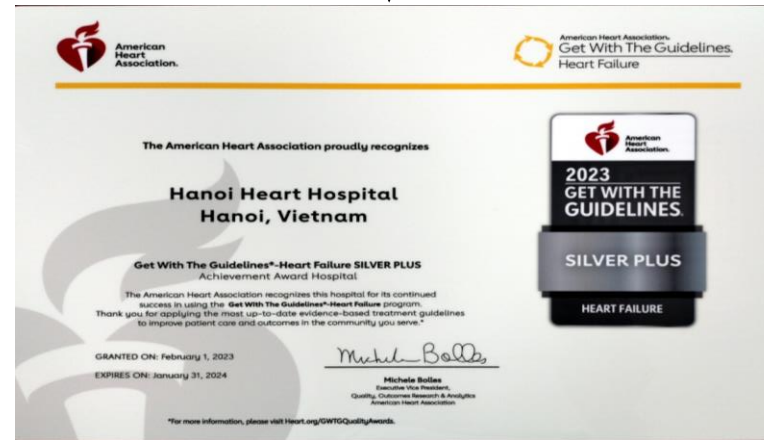 American
Heart
Association.
American Heart Association.
Get With The Guidelines.
Heart Failure
The American Heart Association proudly recognizes
Hanoi Heart Hospital
Hanoi, Vietnam
Get With The Guidelines®-Heart Failure SILVER PLUS
Achievement Award Hospital
The American Heart Association recognizes this hospital for its continued
success in using the Get With The Guidelines®-Heart Failure program.
Thank you for applying the most up-to-date evidence-based treatment guidelines
to improve patient care and outcomes in the community you serve.*
GRANTED ON: February 1, 2023
EXPIRES ON: January 31, 2024
Michele Bolles
Michele Bolles
Executive Vice President,
Quality, Outcomes Research & Analytics
American Heart Association
*For more information, please visit Heart.org/GWTGQualityAwards.
American
Heart
Association.
2023
GET WITH THE
GUIDELINES.
SILVER PLUS
HEART FAILURE